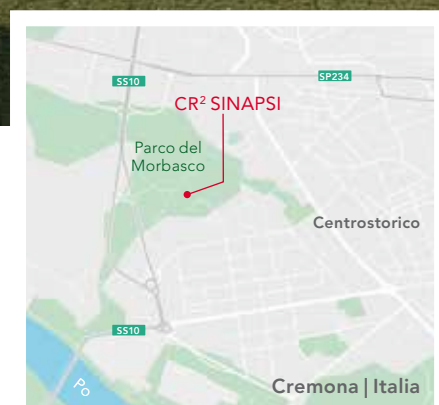 SS10
SP234
CR² SINAPSI
Parco del
Morbasco
Centrostorico
SS10
Po
Cremona | Italia